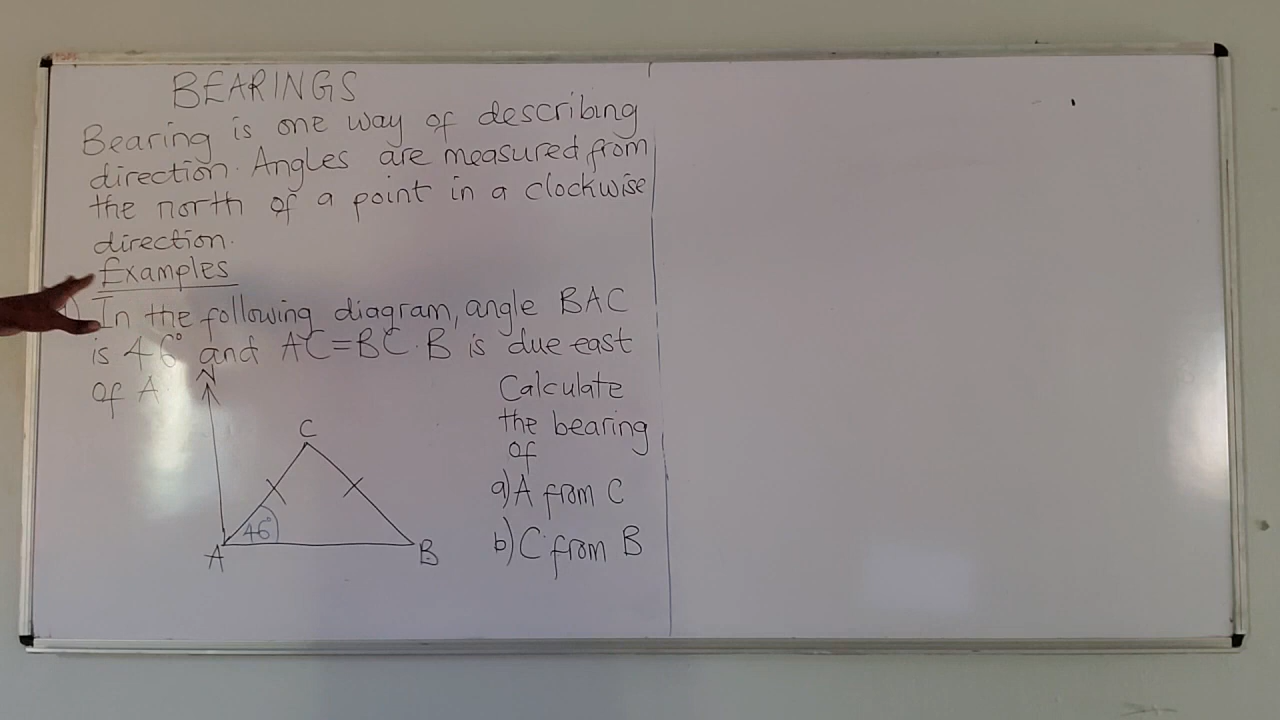 BEARINGS
Bearing is one way of describing
direction. Angles are measured from
the north of a point in a clockwise
direction.
Examples
In the following diagram, angle BAC
is 46° and AC=BC. B is due east
of A
N
Calculate
the bearing
of
a) A from C
b) C from B
C
46°
A
B